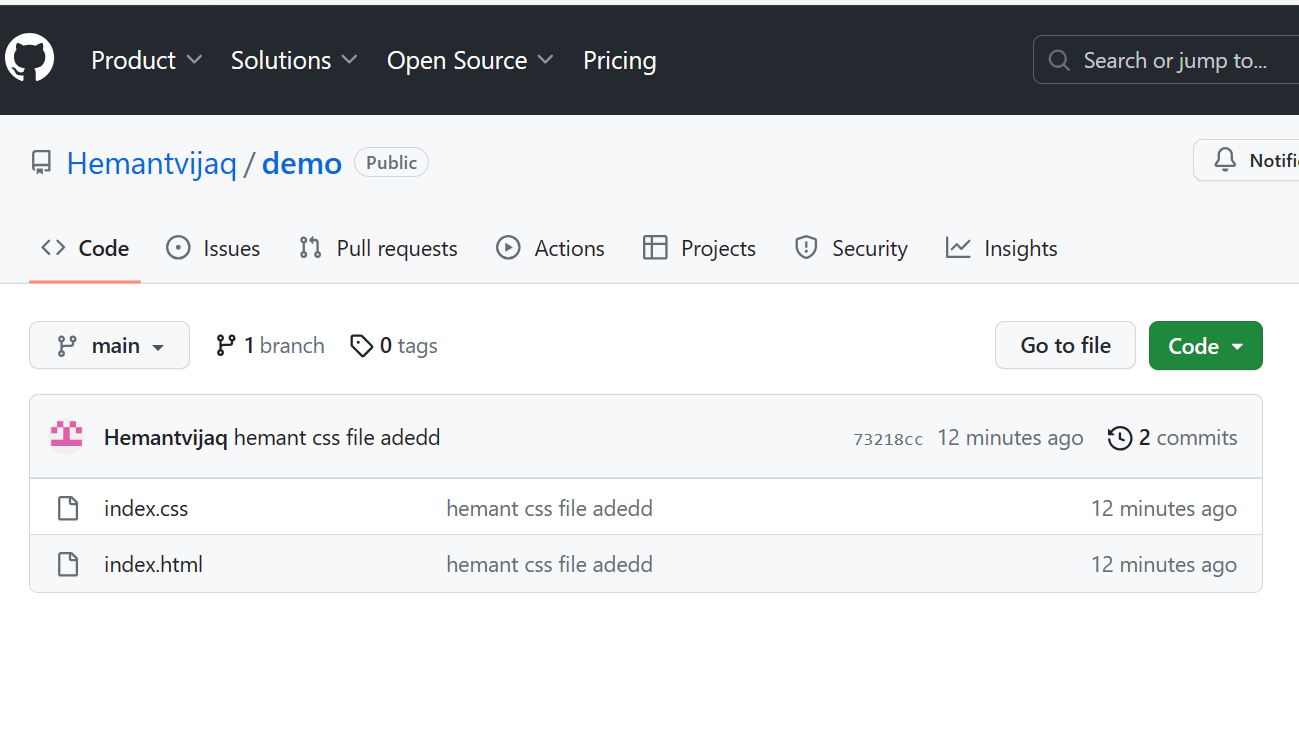 Product Solutions Open Source Pricing Search or jump to...
Hemantvijaq / demo Public
Code Issues Pull requests Actions Projects Security Insights
main 1 branch 0 tags Go to file Code
Hemantvijaq hemant css file adedd 73218cc 12 minutes ago 2 commits
index.css hemant css file adedd 12 minutes ago
index.html hemant css file adedd 12 minutes ago